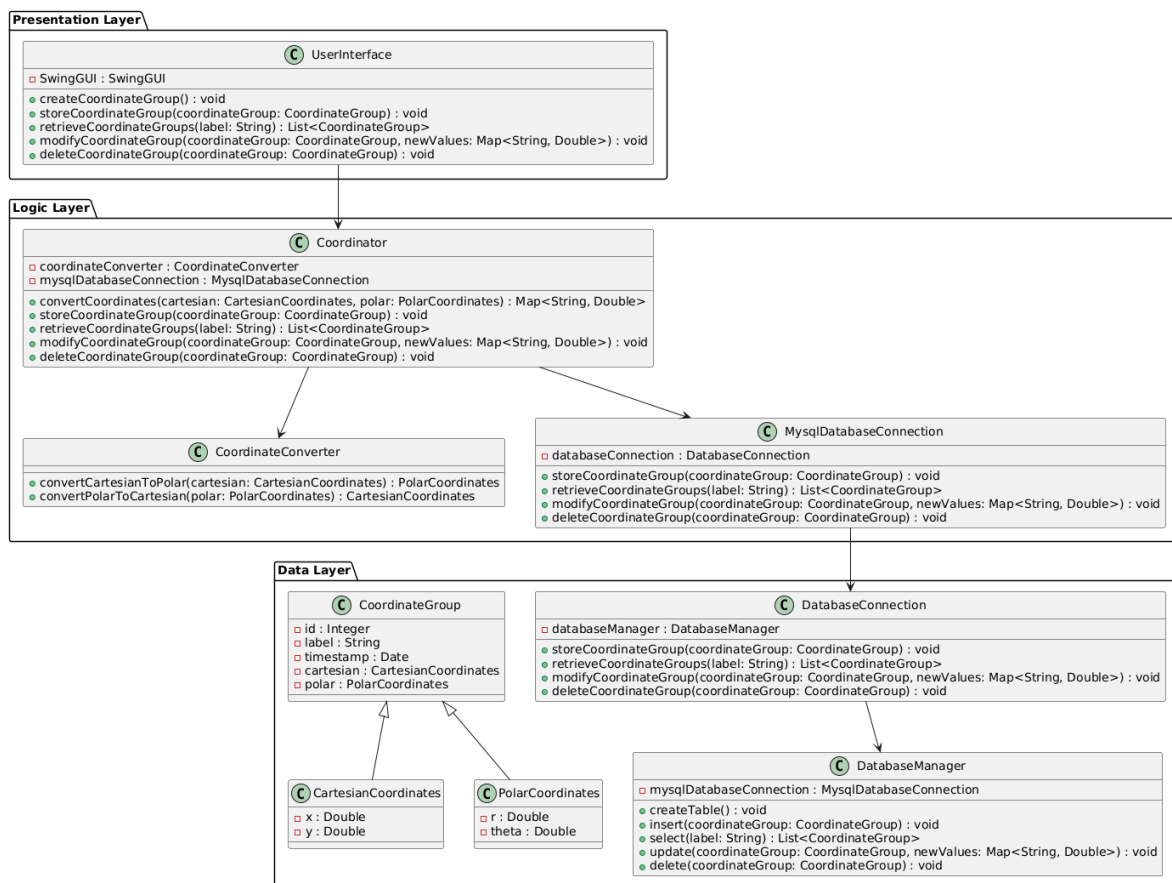 Presentation Layer
C UserInterface
SwingGUI : SwingGUI
createCoordinateGroup() : void
storeCoordinateGroup(coordinateGroup: CoordinateGroup) : void
retrieveCoordinateGroups(label: String) : List<CoordinateGroup>
modifyCoordinateGroup(coordinateGroup: CoordinateGroup, newValues: Map<String, Double>) : void
deleteCoordinateGroup(coordinateGroup: CoordinateGroup) : void
Logic Layer
C Coordinator
coordinateConverter : CoordinateConverter
mysqlDatabaseConnection : MysqlDatabaseConnection
convertCoordinates(cartesian: CartesianCoordinates, polar: PolarCoordinates) : Map<String, Double>
storeCoordinateGroup(coordinateGroup: CoordinateGroup) : void
retrieveCoordinateGroups(label: String) : List<CoordinateGroup>
modifyCoordinateGroup(coordinateGroup: CoordinateGroup, newValues: Map<String, Double>) : void
deleteCoordinateGroup(coordinateGroup: CoordinateGroup) : void
C CoordinateConverter
convertCartesianToPolar(cartesian: CartesianCoordinates) : PolarCoordinates
convertPolarToCartesian(polar: PolarCoordinates) : CartesianCoordinates
C MysqlDatabaseConnection
databaseConnection : DatabaseConnection
storeCoordinateGroup(coordinateGroup: CoordinateGroup) : void
retrieveCoordinateGroups(label: String) : List<CoordinateGroup>
modifyCoordinateGroup(coordinateGroup: CoordinateGroup, newValues: Map<String, Double>) : void
deleteCoordinateGroup(coordinateGroup: CoordinateGroup) : void
Data Layer
C CoordinateGroup
id : Integer
label : String
timestamp : Date
cartesian : CartesianCoordinates
polar : PolarCoordinates
C DatabaseConnection
databaseManager : DatabaseManager
storeCoordinateGroup(coordinateGroup: CoordinateGroup) : void
retrieveCoordinateGroups(label: String) : List<CoordinateGroup>
modifyCoordinateGroup(coordinateGroup: CoordinateGroup, newValues: Map<String, Double>) : void
deleteCoordinateGroup(coordinateGroup: CoordinateGroup) : void
C CartesianCoordinates
x : Double
y : Double
C PolarCoordinates
r : Double
theta : Double
C DatabaseManager
mysqlDatabaseConnection : MysqlDatabaseConnection
createTable() : void
insert(coordinateGroup: CoordinateGroup) : void
select(label: String) : List<CoordinateGroup>
update(coordinateGroup: CoordinateGroup, newValues: Map<String, Double>) : void
delete(coordinateGroup: CoordinateGroup) : void